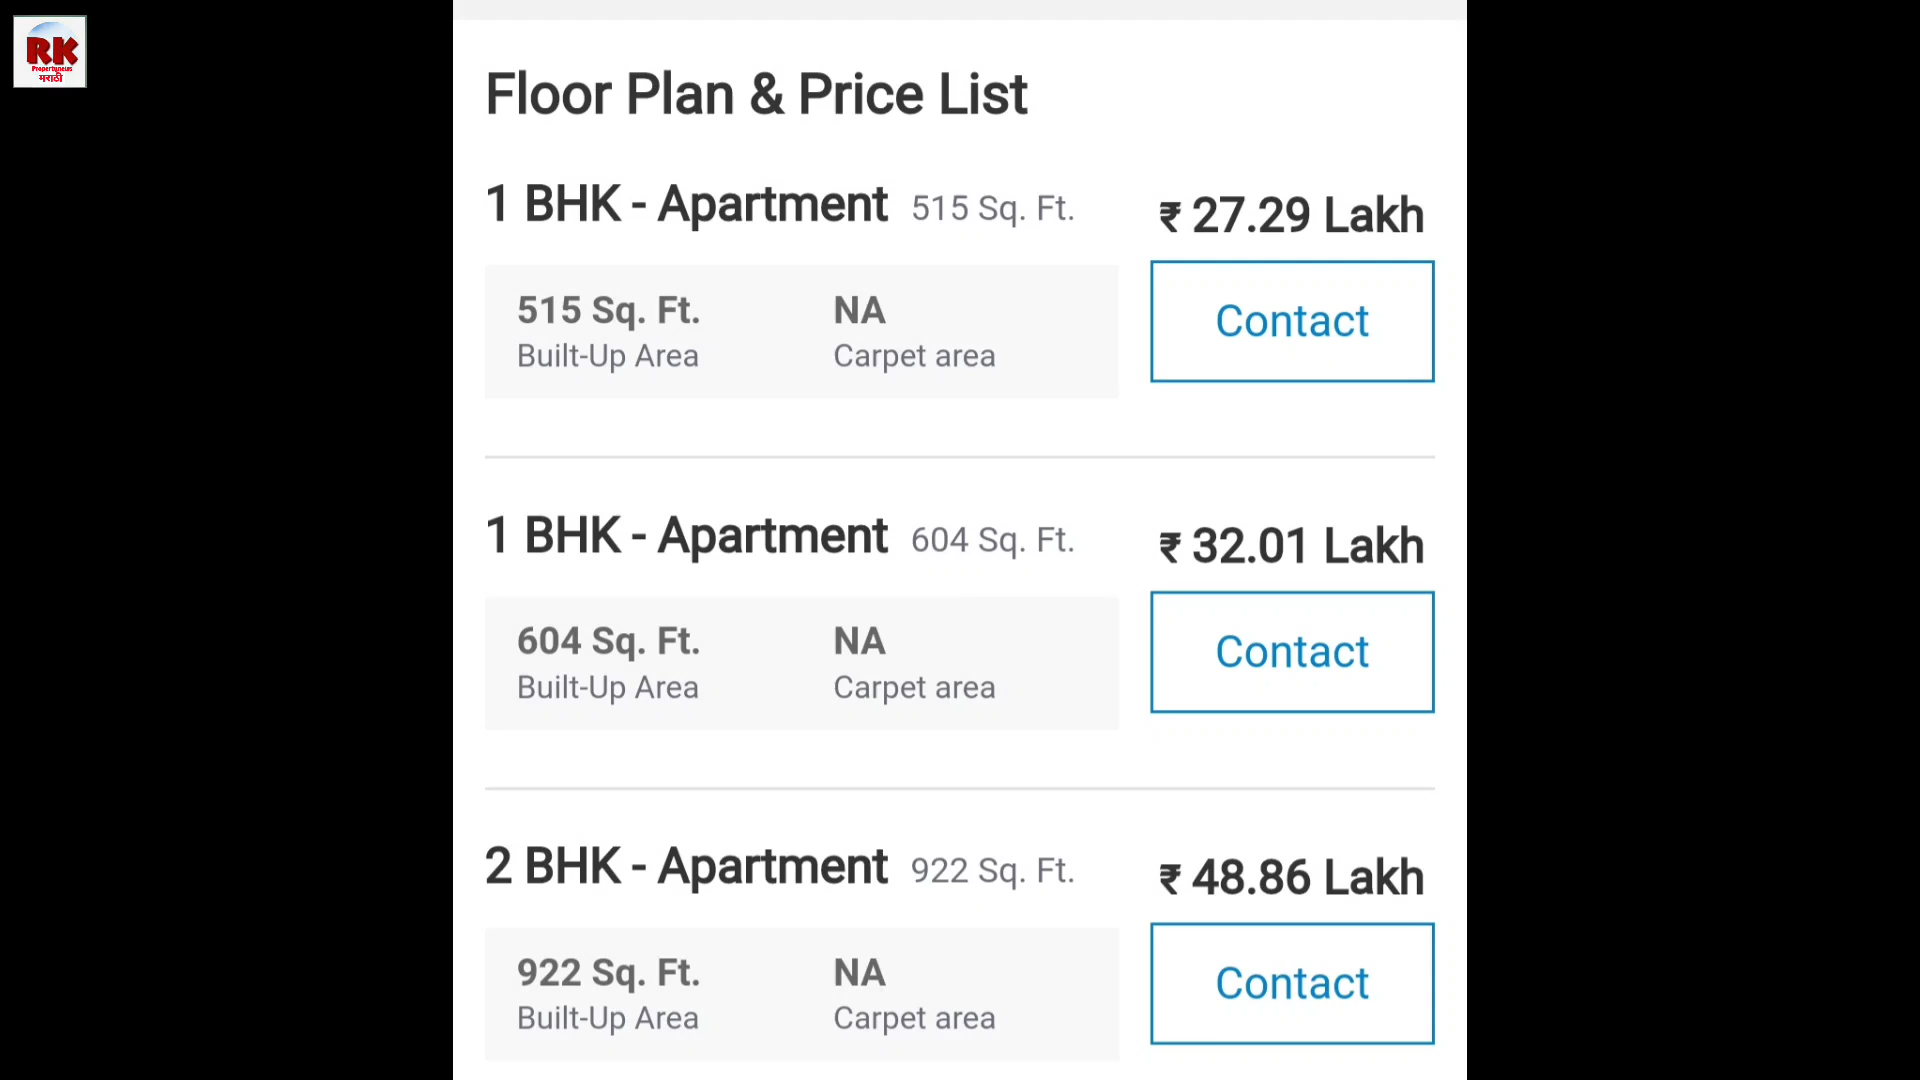 RK
Propertynews
मराठी
Floor Plan & Price List
1 BHK - Apartment 515 Sq. Ft. ₹ 27.29 Lakh
515 Sq. Ft. NA Contact
Built-Up Area Carpet area
1 BHK - Apartment 604 Sq. Ft. ₹ 32.01 Lakh
604 Sq. Ft. NA Contact
Built-Up Area Carpet area
2 BHK - Apartment 922 Sq. Ft. ₹ 48.86 Lakh
922 Sq. Ft. NA Contact
Built-Up Area Carpet area